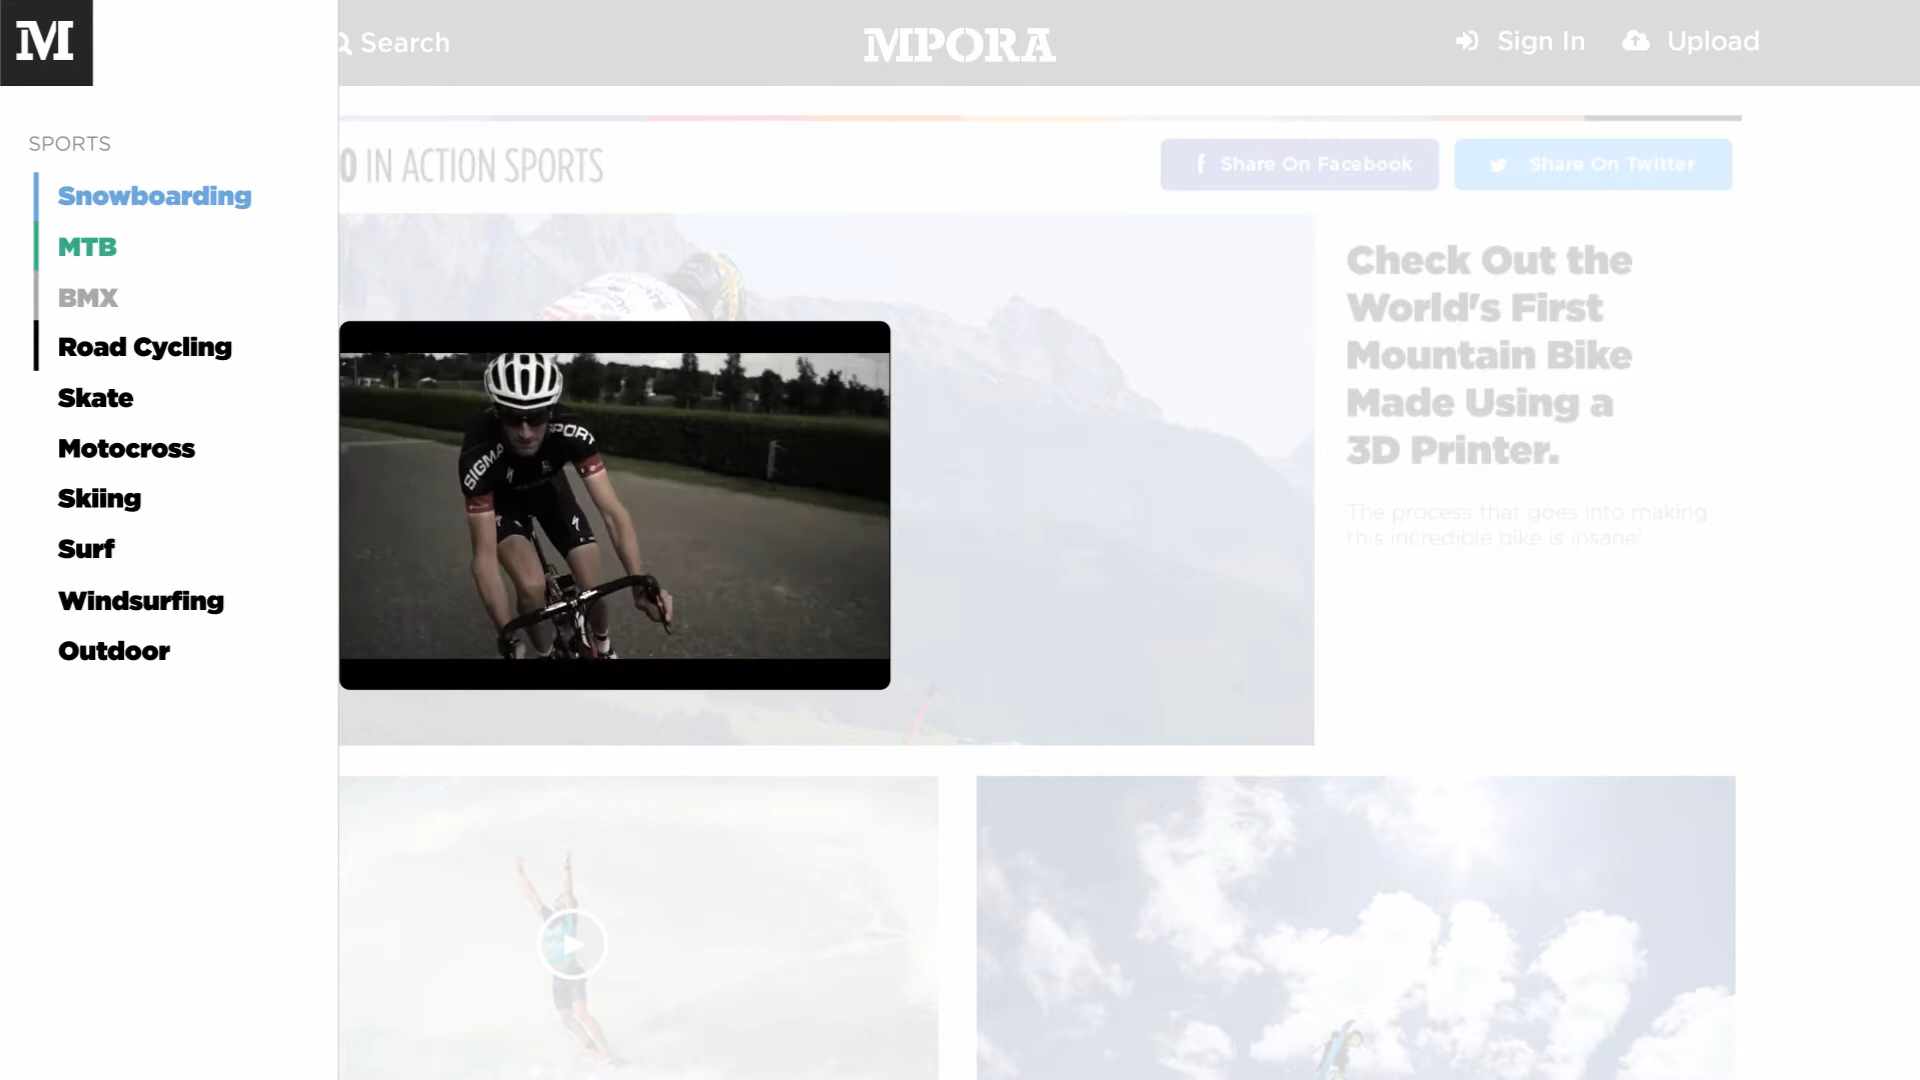 M
Search
MPORA
Sign In
Upload
SPORTS
Snowboarding
MTB
BMX
Road Cycling
Skate
Motocross
Skiing
Surf
Windsurfing
Outdoor
0 IN ACTION SPORTS
f Share On Facebook
Share On Twitter
SIGMA SPORT
Check Out the
World's First
Mountain Bike
Made Using a
3D Printer.
The process that goes into making
this incredible bike is insane!